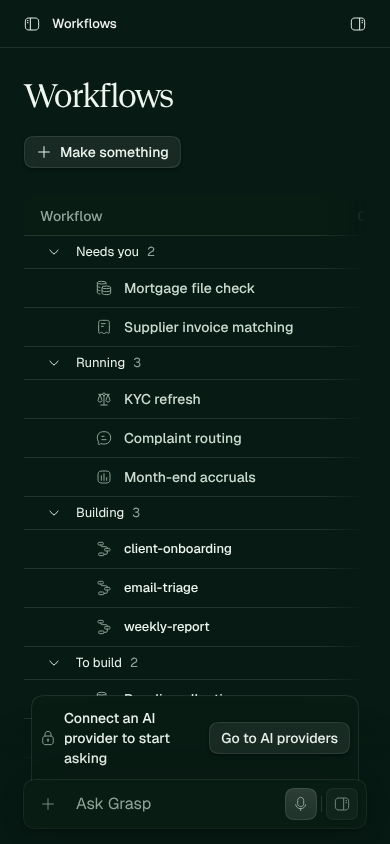 Workflows
Workflows
Make something
Workflow
Needs you 2
Mortgage file check
Supplier invoice matching
Running 3
KYC refresh
Complaint routing
Month-end accruals
Building 3
client-onboarding
email-triage
weekly-report
To build 2
Connect an AI
provider to start
asking
Go to AI providers
Ask Grasp